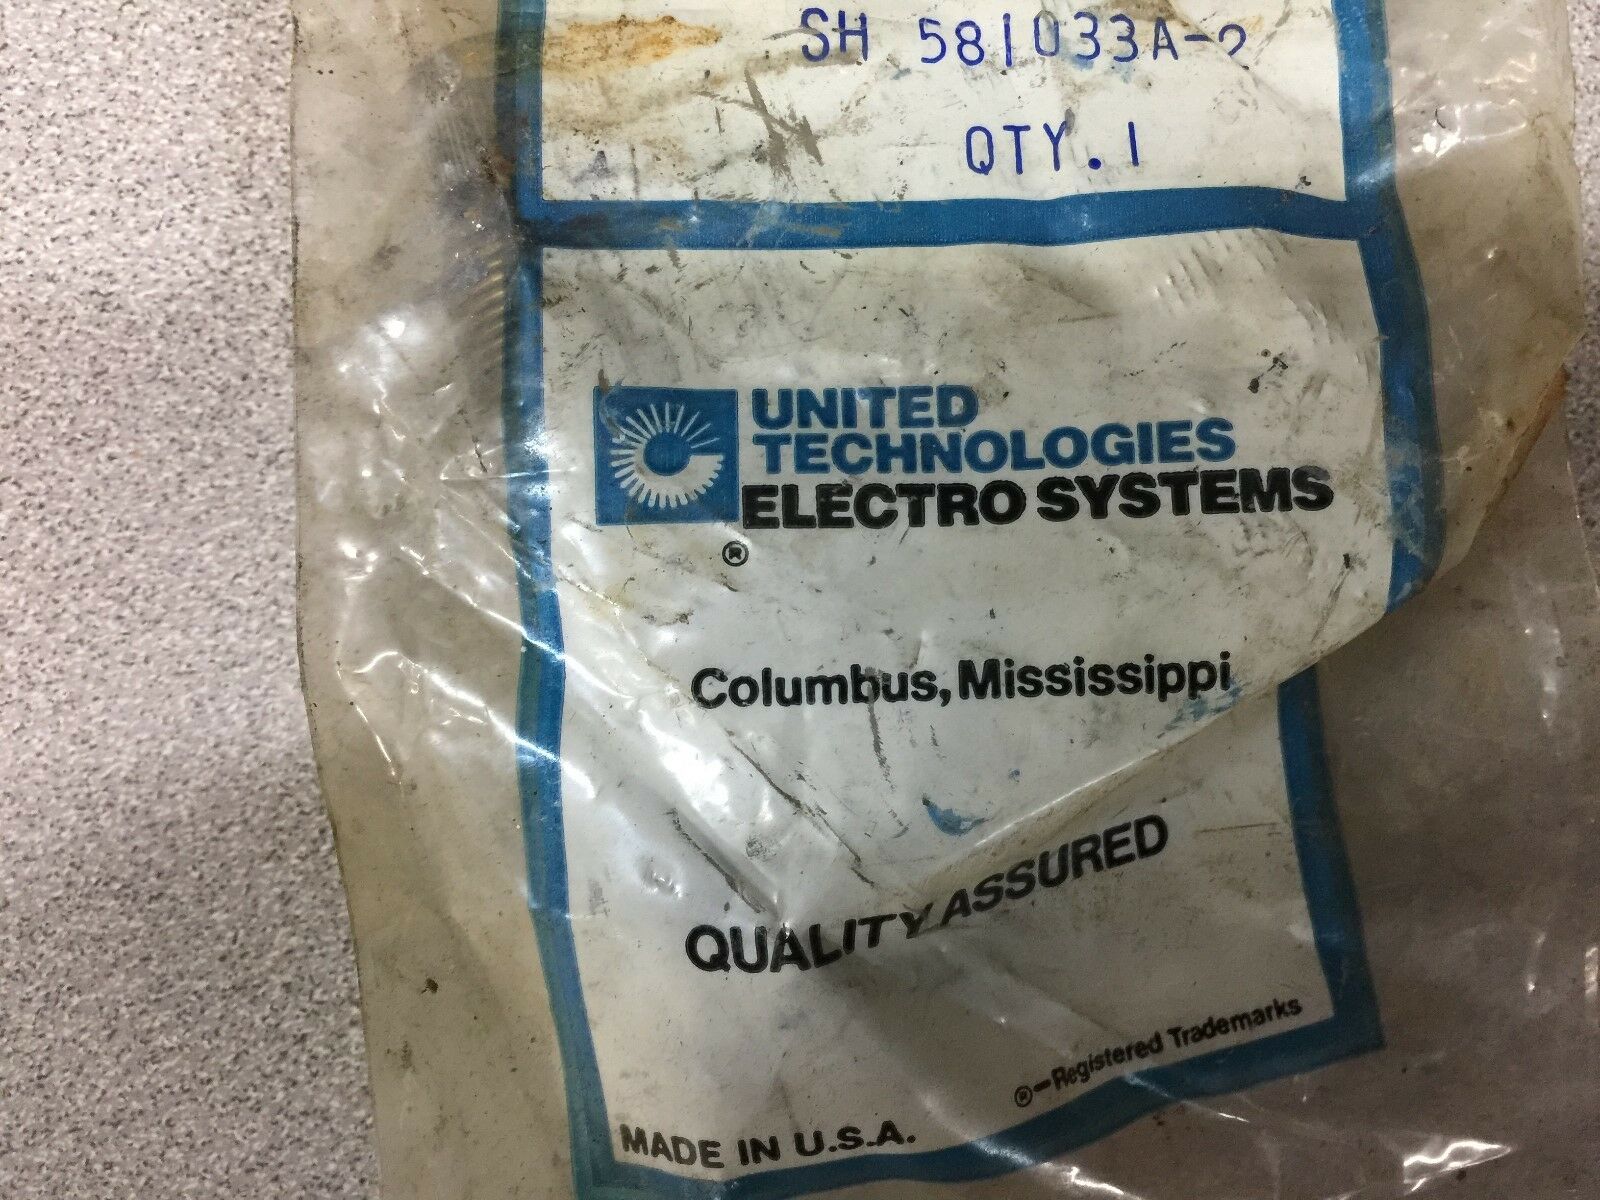 SH 581033A-2
QTY. 1
UNITED
TECHNOLOGIES
ELECTRO SYSTEMS
®
Columbus, Mississippi
QUALITY ASSURED
®-Registered Trademarks
MADE IN U.S.A.